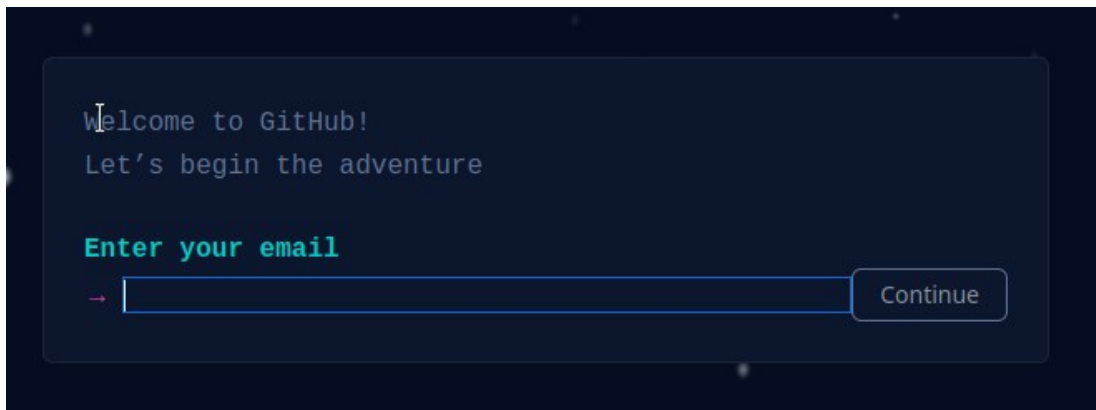 Welcome to GitHub!
Let’s begin the adventure
Enter your email
→ Continue